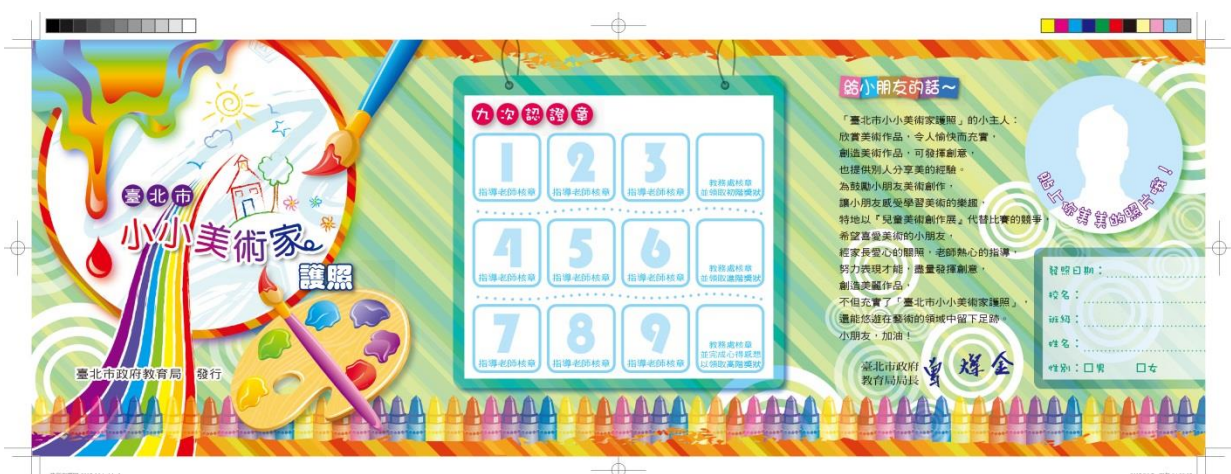 臺北市
小小美術家
護照
臺北市政府教育局 發行
九次認證章
1
指導老師核章
2
指導老師核章
3
指導老師核章
教務處核章
並領取初階獎狀
4
指導老師核章
5
指導老師核章
6
指導老師核章
教務處核章
並領取進階獎狀
7
指導老師核章
8
指導老師核章
9
指導老師核章
教務處核章
並完成心得感想
以領取高階獎狀
給小朋友的話~
「臺北市小小美術家護照」的小主人：
欣賞美術作品，令人愉快而充實，
創造美術作品，可發揮創意，
也提供別人分享美的經驗。
為鼓勵小朋友美術創作，
讓小朋友感受學習美術的樂趣，
特地以『兒童美術創作展』代替比賽的競爭，
希望喜愛美術的小朋友，
經家長愛心的關照，老師熱心的指導，
努力表現才能，盡量發揮創意，
創造美麗作品，
不但充實了「臺北市小小美術家護照」，
還能悠遊在藝術的領域中留下足跡。
小朋友，加油！
臺北市政府
教育局局長
曾燦金
貼上你美美的照片哦！
發照日期：
校名：
班級：
姓名：
性別：□男 □女